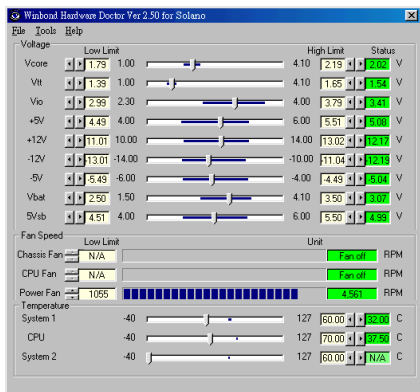 Winbond Hardware Doctor Ver 2.50 for Solano
File Tools Help
Voltage
Low Limit High Limit Status
Vcore 1.79 1.00 4.10 2.19 2.02 V
Vtt 1.39 1.00 4.10 1.65 1.54 V
Vio 2.99 2.30 4.00 3.79 3.41 V
+5V 4.49 4.00 6.00 5.51 5.08 V
+12V 11.01 10.00 14.00 13.02 12.17 V
-12V -13.01 -14.00 -10.00 -11.04 -12.19 V
-5V -5.49 -6.00 -4.00 -4.49 -5.04 V
Vbat 2.50 1.50 4.10 3.50 3.07 V
5Vsb 4.51 4.00 6.00 5.50 4.99 V
Fan Speed
Low Limit Unit
Chassis Fan N/A Fan off RPM
CPU Fan N/A Fan off RPM
Power Fan 1055 4,561 RPM
Temperature
System 1 -40 127 60.00 32.00 C
CPU -40 127 70.00 37.50 C
System 2 -40 127 60.00 N/A C